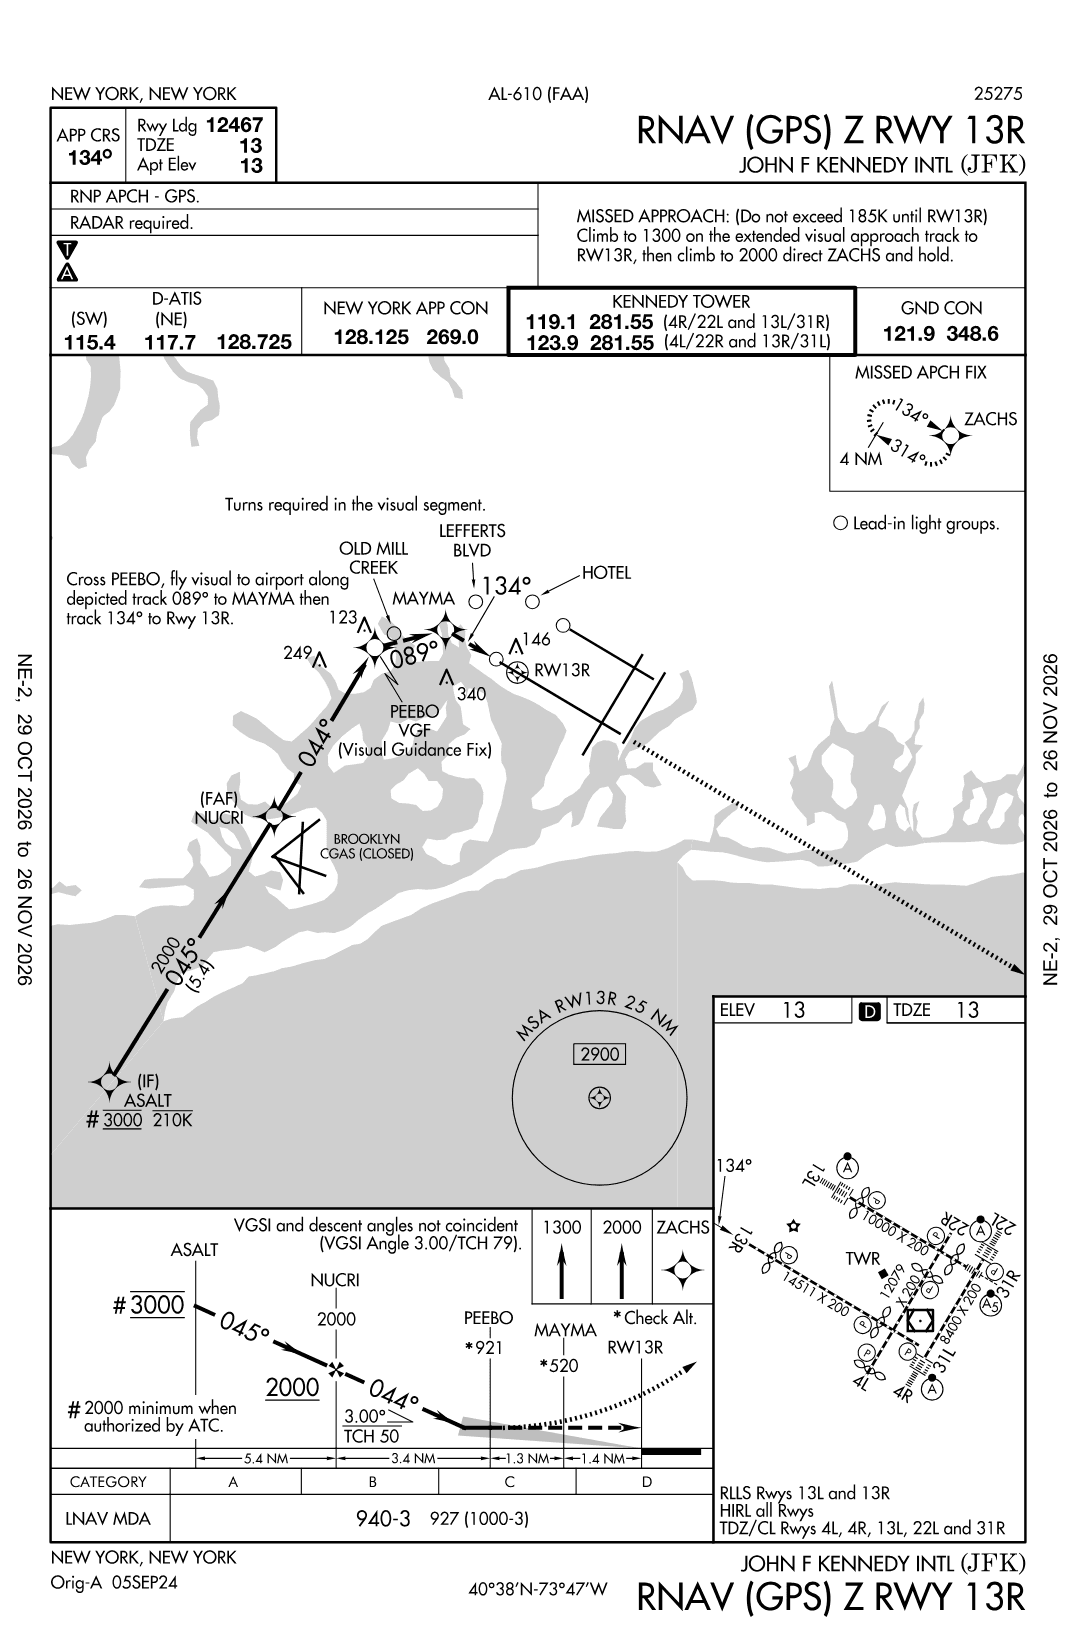 NEW YORK, NEW YORK
AL-610 (FAA)
25275
RNAV (GPS) Z RWY 13R
JOHN F KENNEDY INTL (JFK)
APP CRS
134°
Rwy Ldg 12467
TDZE 13
Apt Elev 13
RNP APCH - GPS.
RADAR required.
T
A
MISSED APPROACH: (Do not exceed 185K until RW13R)
Climb to 1300 on the extended visual approach track to
RW13R, then climb to 2000 direct ZACHS and hold.
D-ATIS
(SW) (NE)
115.4 117.7 128.725
NEW YORK APP CON
128.125 269.0
KENNEDY TOWER
119.1 281.55 (4R/22L and 13L/31R)
123.9 281.55 (4L/22R and 13R/31L)
GND CON
121.9 348.6
MISSED APCH FIX
134°
ZACHS
314°
4 NM
Lead-in light groups.
Turns required in the visual segment.
LEFFERTS
BLVD
OLD MILL
CREEK
HOTEL
134°
Cross PEEBO, fly visual to airport along
depicted track 089° to MAYMA then
track 134° to Rwy 13R.
MAYMA
123
146
249
089°
RW13R
340
PEEBO
VGF
(Visual Guidance Fix)
044°
(FAF)
NUCRI
BROOKLYN
CGAS (CLOSED)
2000
045°
(5.4)
(IF)
ASALT
# 3000 210K
MSA RW13R 25 NM
2900
NE-2, 29 OCT 2026 to 26 NOV 2026
NE-2, 29 OCT 2026 to 26 NOV 2026
ELEV 13
D
TDZE 13
134°
13L
A
P
10000 X 200
22R
A
22L
13R
P
P
TWR
P
31R
14511 X 200
12079 X 200
P
A5
8400 X 200
P
P
P
31L
4L
4R
A
RLLS Rwys 13L and 13R
HIRL all Rwys
TDZ/CL Rwys 4L, 4R, 13L, 22L and 31R
VGSI and descent angles not coincident
(VGSI Angle 3.00/TCH 79).
1300
2000
ZACHS
ASALT
NUCRI
# 3000
045°
2000
PEEBO
* Check Alt.
MAYMA
*921
RW13R
*520
2000
044°
# 2000 minimum when
authorized by ATC.
3.00°
TCH 50
5.4 NM
3.4 NM
1.3 NM
1.4 NM
CATEGORY A B C D
LNAV MDA 940-3 927 (1000-3)
NEW YORK, NEW YORK
Orig-A 05SEP24
40°38'N-73°47'W
JOHN F KENNEDY INTL (JFK)
RNAV (GPS) Z RWY 13R